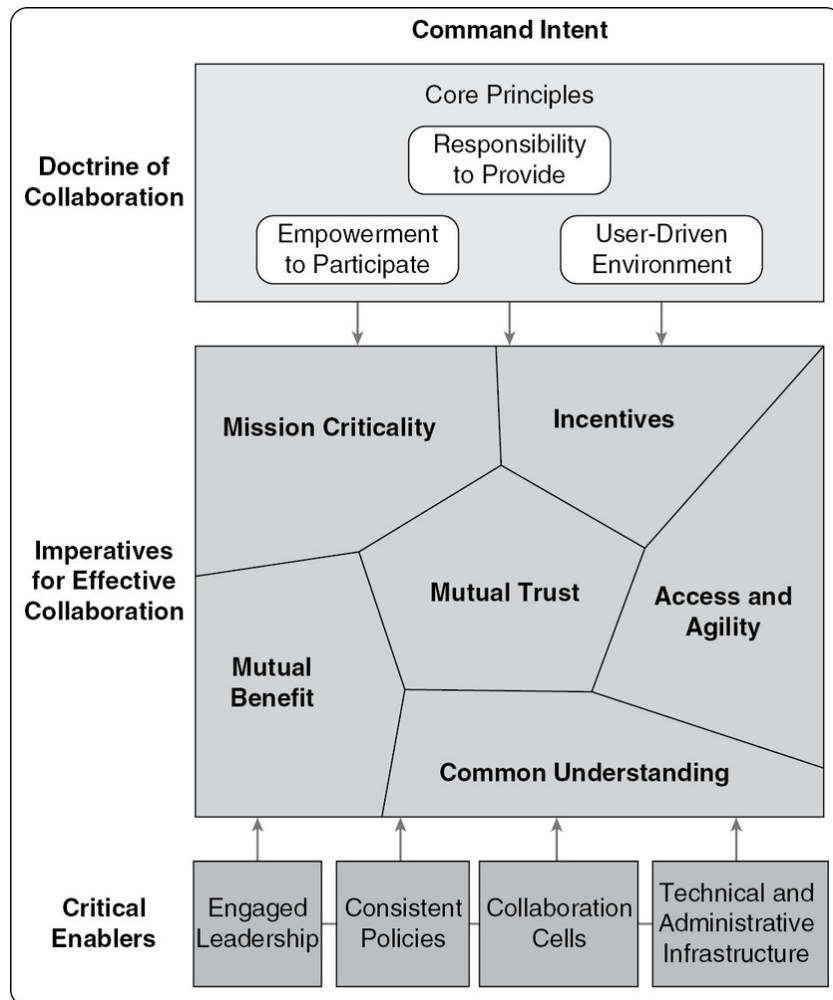 Command Intent
Doctrine of
Collaboration
Core Principles
Responsibility
to Provide
Empowerment
to Participate
User-Driven
Environment
Imperatives
for Effective
Collaboration
Mission Criticality
Incentives
Mutual Trust
Access and
Agility
Mutual
Benefit
Common Understanding
Critical
Enablers
Engaged
Leadership
Consistent
Policies
Collaboration
Cells
Technical and
Administrative
Infrastructure